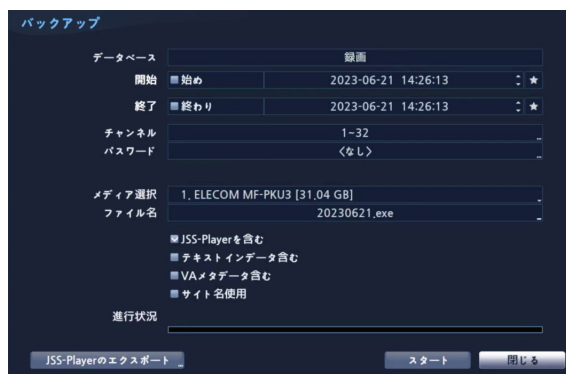 バックアップ
データベース 録画
開始 始め 2023-06-21 14:26:13
終了 終わり 2023-06-21 14:26:13
チャンネル 1~32
パスワード 〈なし〉
メディア選択 1. ELECOM MF-PKU3 [31.04 GB]
ファイル名 20230621.exe
JSS-Playerを含む
テキストインデータ含む
VAメタデータ含む
サイト名使用
進行状況
JSS-Playerのエクスポート... スタート 閉じる